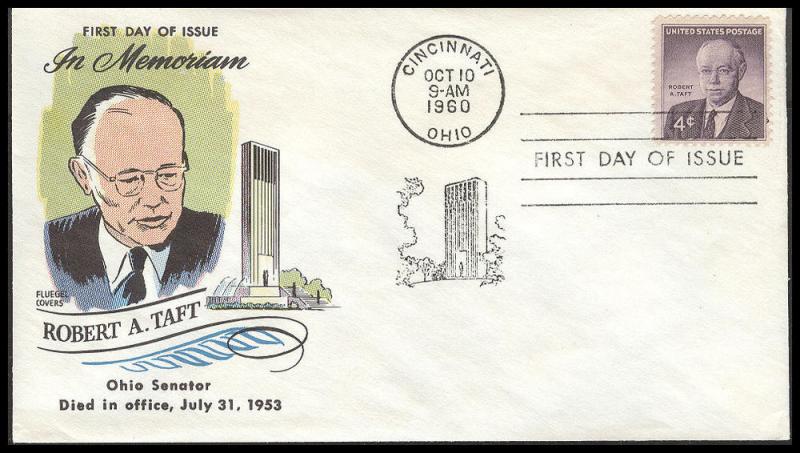 FIRST DAY OF ISSUE
In Memoriam
FLUEGEL
COVERS
ROBERT A. TAFT
Ohio Senator
Died in office, July 31, 1953
CINCINNATI
OCT 10
9-AM
1960
OHIO
UNITED STATES POSTAGE
ROBERT
A. TAFT
4¢
FIRST DAY OF ISSUE